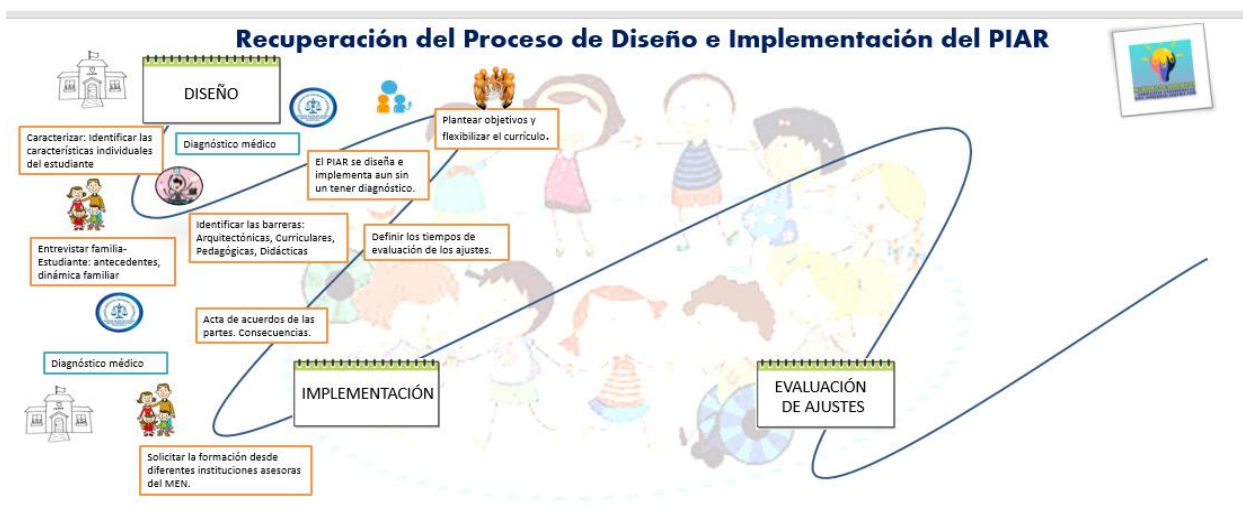 Recuperación del Proceso de Diseño e Implementación del PIAR
DISEÑO
Caracterizar: Identificar las
características individuales
del estudiante
Diagnóstico médico
El PIAR se diseña e
implementa aun sin
un tener diagnóstico.
Plantear objetivos y
flexibilizar el currículo.
Entrevistar familia-
Estudiante: antecedentes,
dinámica familiar
Identificar las barreras:
Arquitectónicas, Curriculares,
Pedagógicas, Didácticas
Definir los tiempos de
evaluación de los ajustes.
Acta de acuerdos de las
partes. Consecuencias.
Diagnóstico médico
IMPLEMENTACIÓN
EVALUACIÓN
DE AJUSTES
Solicitar la formación desde
diferentes instituciones asesoras
del MEN.